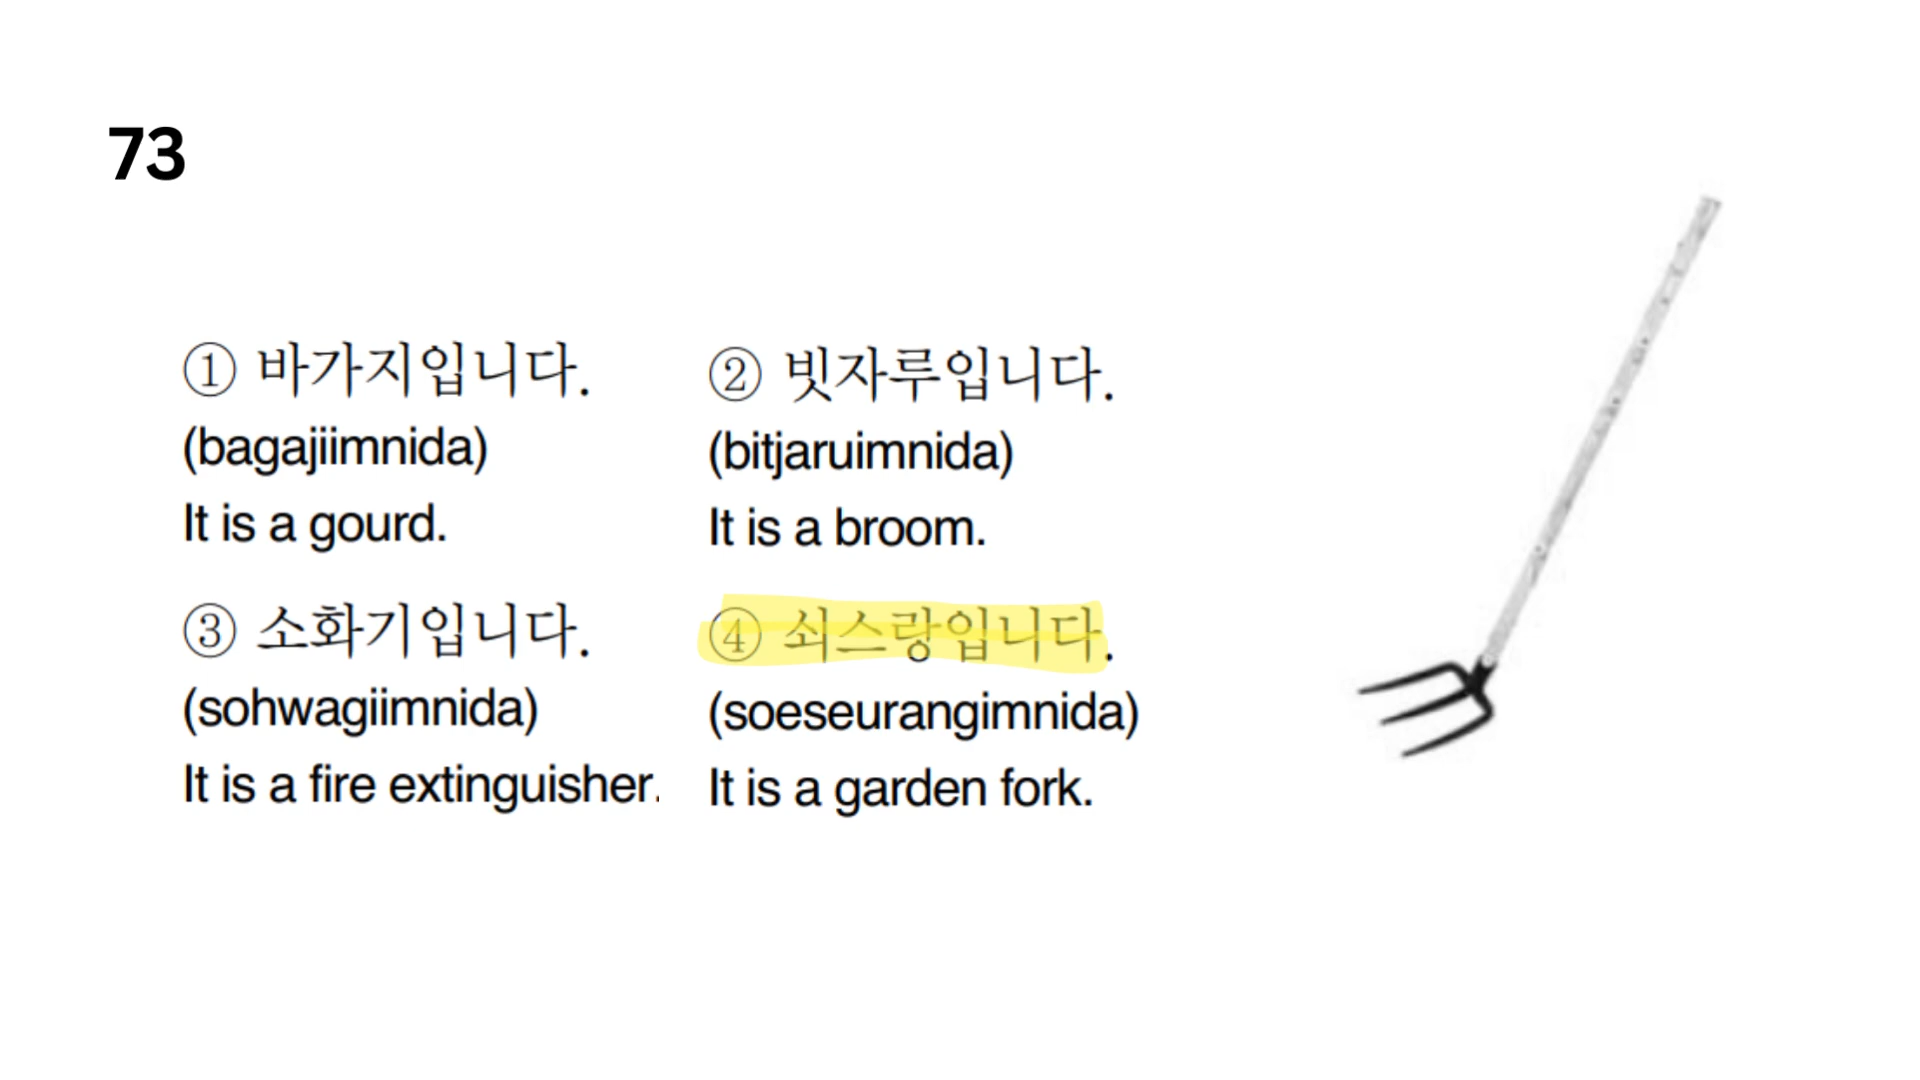 73
① 바가지입니다.
(bagajiimnida)
It is a gourd.
② 빗자루입니다.
(bitjaruimnida)
It is a broom.
③ 소화기입니다.
(sohwagiimnida)
It is a fire extinguisher.
④ 쇠스랑입니다.
(soeseurangimnida)
It is a garden fork.